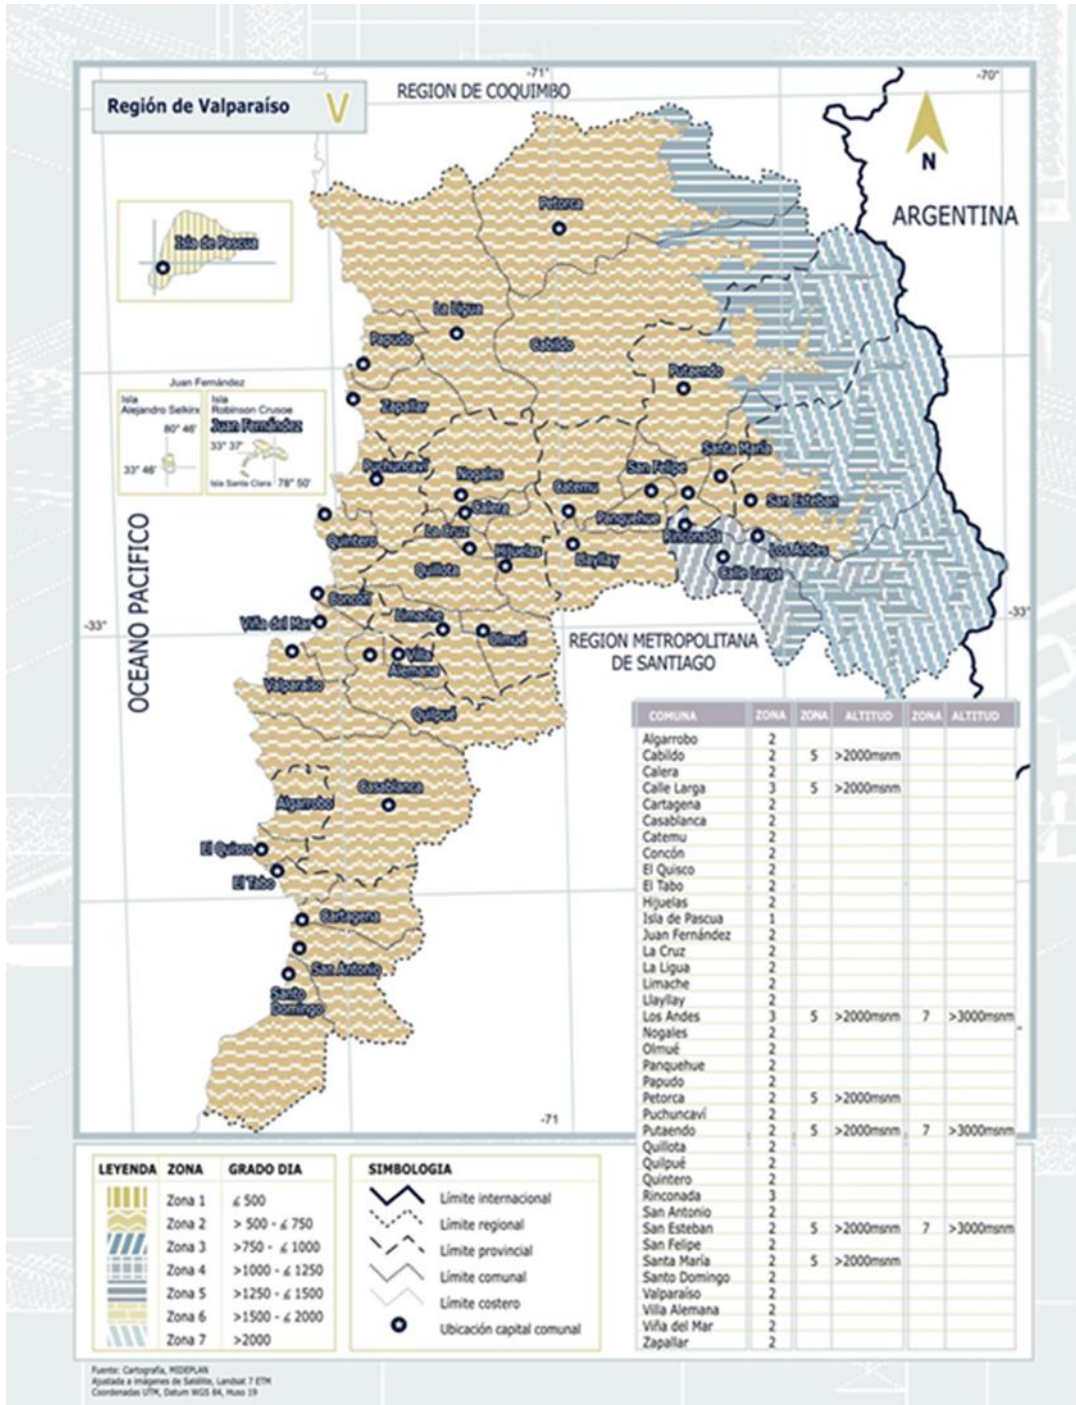 Región de Valparaíso V
-71°
REGION DE COQUIMBO
-70°
N
ARGENTINA
Isla de Pascua
Petorca
La Ligua
Papudo
Cabildo
Putaendo
Zapallar
Juan Fernández
Isla
Alejandro Selkirk
80° 46'
33° 46'
Isla
Robinson Crusoe
Juan Fernández
33° 37'
Isla Santa Clara
78° 50'
Puchuncaví
Nogales
Catemu
San Felipe
Santa María
San Esteban
Calera
Panquehue
Rinconada
Los Andes
Calle Larga
Quintero
La Cruz
Hijuelas
Llayllay
Quillota
OCEANO PACIFICO
Concón
Viña del Mar
Limache
Olmué
-33°
-33°
Villa
Alemana
Valparaíso
Quilpué
REGION METROPOLITANA
DE SANTIAGO
Casablanca
Algarrobo
El Quisco
El Tabo
Cartagena
San Antonio
Santo
Domingo
-71
COMUNA ZONA ZONA ALTITUD ZONA ALTITUD
Algarrobo 2
Cabildo 2 5 >2000msnm
Calera 2
Calle Larga 3 5 >2000msnm
Cartagena 2
Casablanca 2
Catemu 2
Concón 2
El Quisco 2
El Tabo 2
Hijuelas 2
Isla de Pascua 1
Juan Fernández 2
La Cruz 2
La Ligua 2
Limache 2
Llayllay 2
Los Andes 3 5 >2000msnm 7 >3000msnm
Nogales 2
Olmué 2
Panquehue 2
Papudo 2
Petorca 2 5 >2000msnm
Puchuncaví 2
Putaendo 2 5 >2000msnm 7 >3000msnm
Quillota 2
Quilpué 2
Quintero 2
Rinconada 3
San Antonio 2
San Esteban 2 5 >2000msnm 7 >3000msnm
San Felipe 2
Santa María 2 5 >2000msnm
Santo Domingo 2
Valparaíso 2
Villa Alemana 2
Viña del Mar 2
Zapallar 2
LEYENDA ZONA GRADO DIA
Zona 1 ≤ 500
Zona 2 > 500 - ≤ 750
Zona 3 >750 - ≤ 1000
Zona 4 >1000 - ≤ 1250
Zona 5 >1250 - ≤ 1500
Zona 6 >1500 - ≤ 2000
Zona 7 >2000
SIMBOLOGIA
Límite internacional
Límite regional
Límite provincial
Límite comunal
Límite costero
Ubicación capital comunal
Fuente: Cartografía, MIDEPLAN
Ajustada a imágenes de Satélite, Landsat 7 ETM
Coordenadas UTM, Datum WGS 84, Huso 19